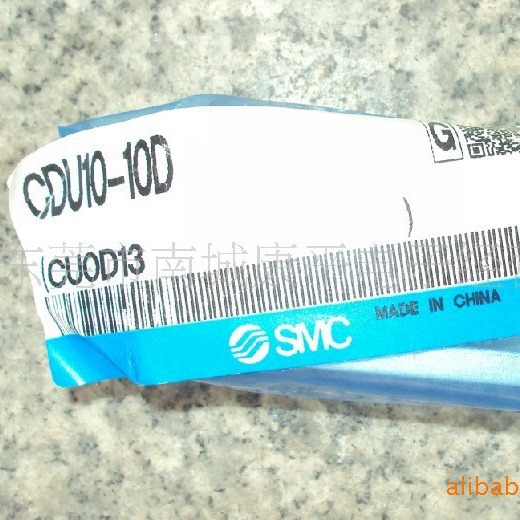 CDU10-10D
G
(CU0D13
)
MADE IN CHINA
SMC
alibab